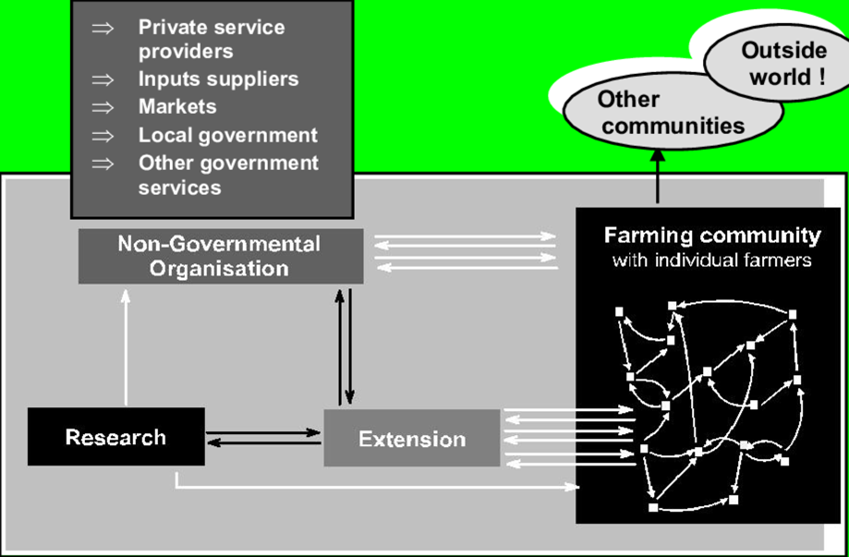 ⇒ Private service
providers
⇒ Inputs suppliers
⇒ Markets
⇒ Local government
⇒ Other government
services
Outside
world !
Other
communities
Non-Governmental
Organisation
Farming community
with individual farmers
Research
Extension